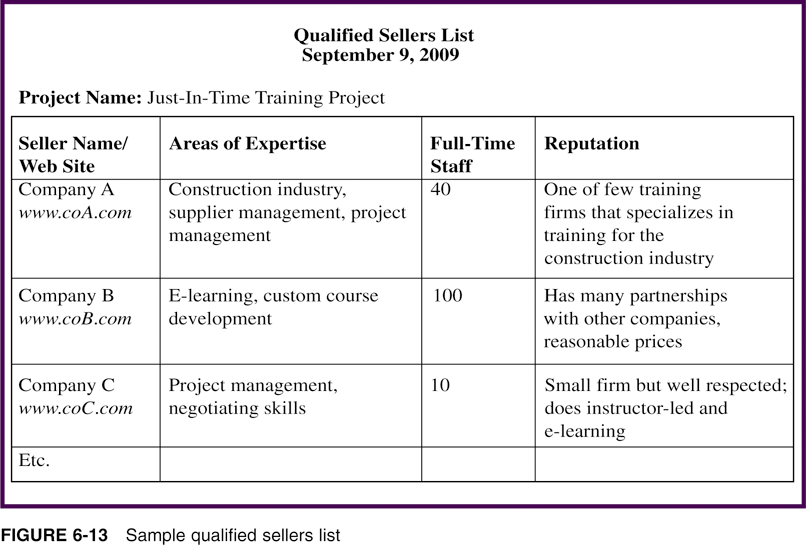 Qualified Sellers List
September 9, 2009
Project Name: Just-In-Time Training Project
Seller Name/
Web Site
Areas of Expertise
Full-Time
Staff
Reputation
Company A
www.coA.com
Construction industry,
supplier management, project
management
40
One of few training
firms that specializes in
training for the
construction industry
Company B
www.coB.com
E-learning, custom course
development
100
Has many partnerships
with other companies,
reasonable prices
Company C
www.coC.com
Project management,
negotiating skills
10
Small firm but well respected;
does instructor-led and
e-learning
Etc.
FIGURE 6-13 Sample qualified sellers list